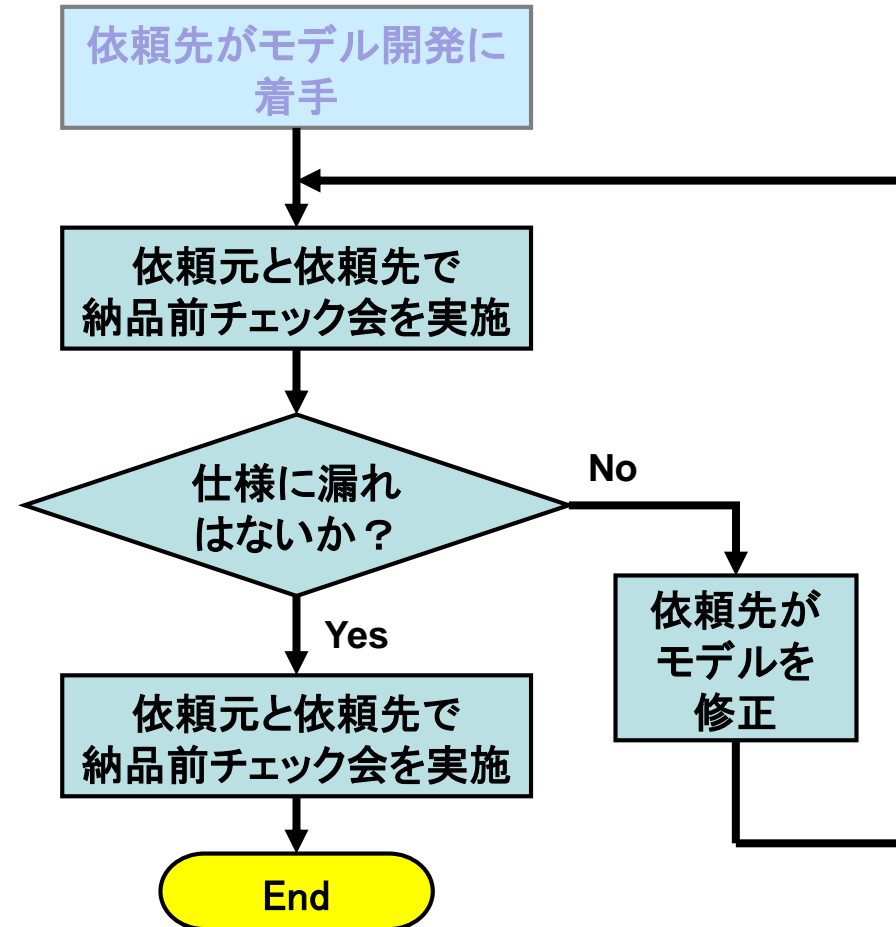 依頼先がモデル開発に
着手
依頼元と依頼先で
納品前チェック会を実施
仕様に漏れ
はないか？
No
依頼先が
モデルを
修正
Yes
依頼元と依頼先で
納品前チェック会を実施
End